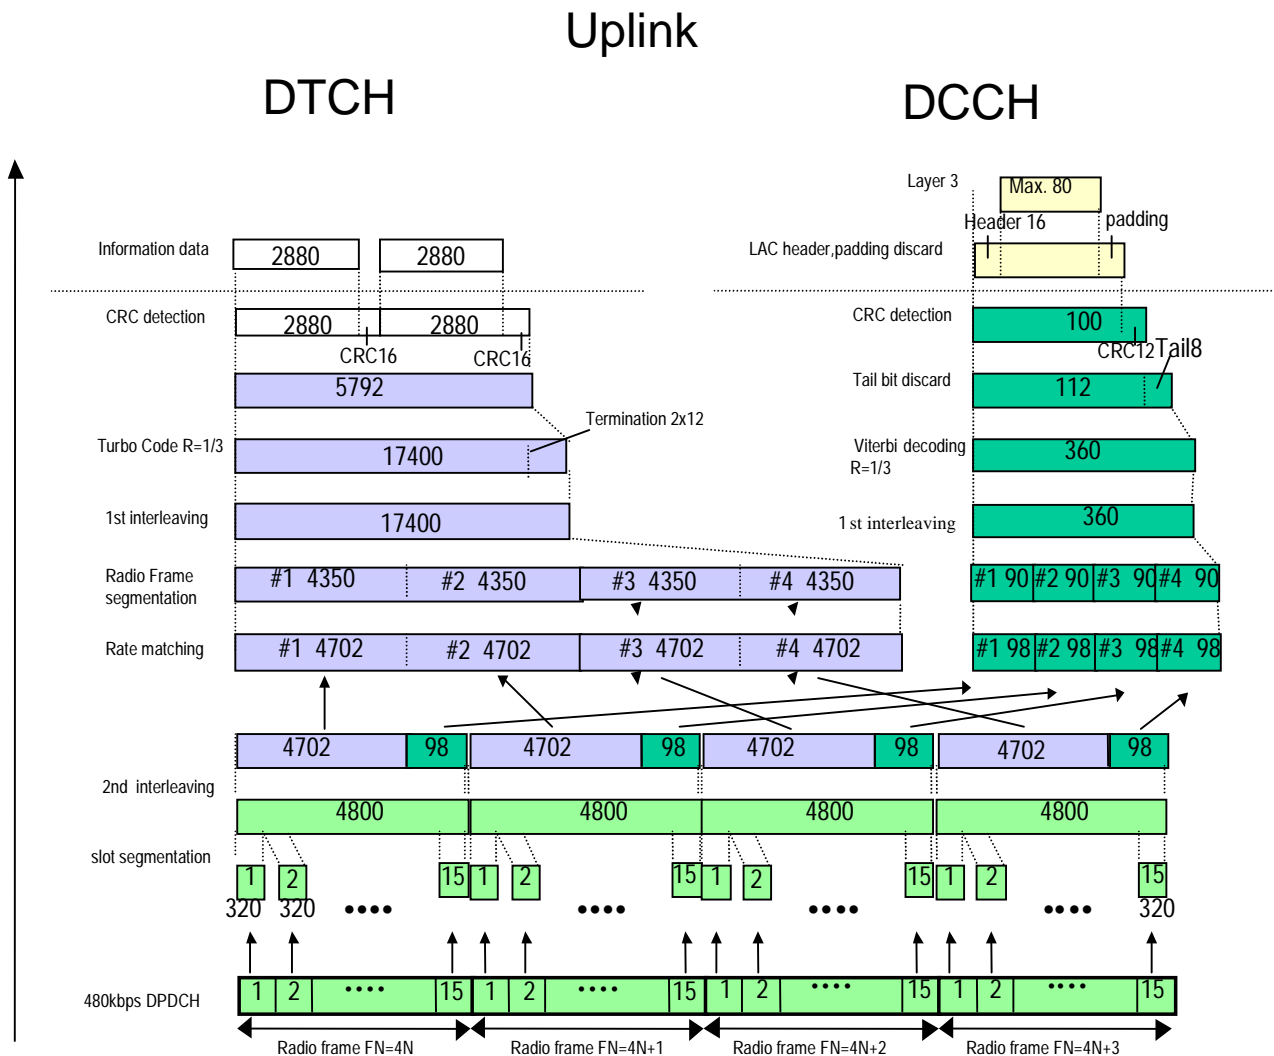 Uplink
DTCH
DCCH
Layer 3
Max. 80
Header 16
padding
Information data
2880
2880
LAC header,padding discard
CRC detection
2880
2880
CRC16
CRC16
CRC detection
100
CRC12
Tail8
5792
Tail bit discard
112
Termination 2x12
Turbo Code R=1/3
17400
Viterbi decoding
R=1/3
360
1st interleaving
17400
1st interleaving
360
Radio Frame
segmentation
#1 4350
#2 4350
#3 4350
#4 4350
#1 90
#2 90
#3 90
#4 90
Rate matching
#1 4702
#2 4702
#3 4702
#4 4702
#1 98
#2 98
#3 98
#4 98
4702
98
4702
98
4702
98
4702
98
2nd interleaving
4800
4800
4800
4800
slot segmentation
1
2
15
1
2
15
1
2
15
1
2
15
320
320
••••
••••
••••
••••
320
480kbps DPDCH
1
2
••••
15
1
2
••••
15
1
2
••••
15
1
2
••••
15
Radio frame FN=4N
Radio frame FN=4N+1
Radio frame FN=4N+2
Radio frame FN=4N+3